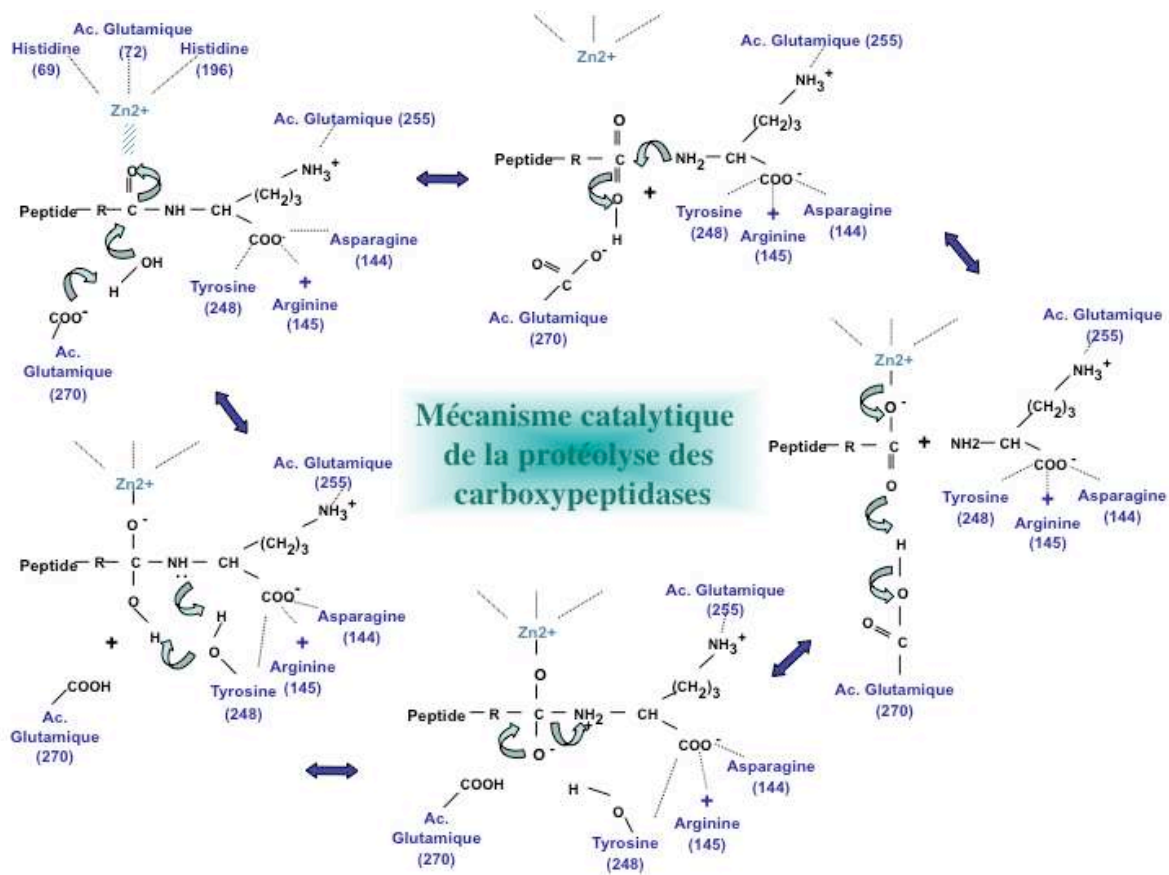 Ac. Glutamique
Histidine (72) Histidine
(69) (196)
Zn2+
Ac. Glutamique (255)
O
NH3+
(CH2)3
Peptide R C NH CH
COO-
Asparagine
(144)
OH
H
Tyrosine
(248)
+
Arginine
(145)
COO-
Ac.
Glutamique
(270)
Zn2+
Ac. Glutamique (255)
NH3+
(CH2)3
O
Peptide R C NH2 CH
COO-
O +
H
Tyrosine
(248)
+
Arginine
(145)
Asparagine
(144)
O O-
C
Ac. Glutamique
(270)
Mécanisme catalytique
de la protéolyse des
carboxypeptidases
Zn2+
Ac. Glutamique
(255)
NH3+
O-
(CH2)3
Peptide R C + NH2 CH
O
COO-
Tyrosine
(248)
+
Arginine
(145)
Asparagine
(144)
H
O
O C
Ac. Glutamique
(270)
Zn2+
Ac. Glutamique
(255)
NH3+
O-
(CH2)3
Peptide R C NH CH
..
O
COO-
H H
Asparagine
(144)
+
O
+
Arginine
(145)
Tyrosine
(248)
COOH
Ac.
Glutamique
(270)
Zn2+
Ac. Glutamique
(255)
NH3+
O
(CH2)3
Peptide R C NH2 CH
+
O-
COO-
Asparagine
(144)
COOH
H
O
+
Arginine
(145)
Tyrosine
(248)
Ac.
Glutamique
(270)